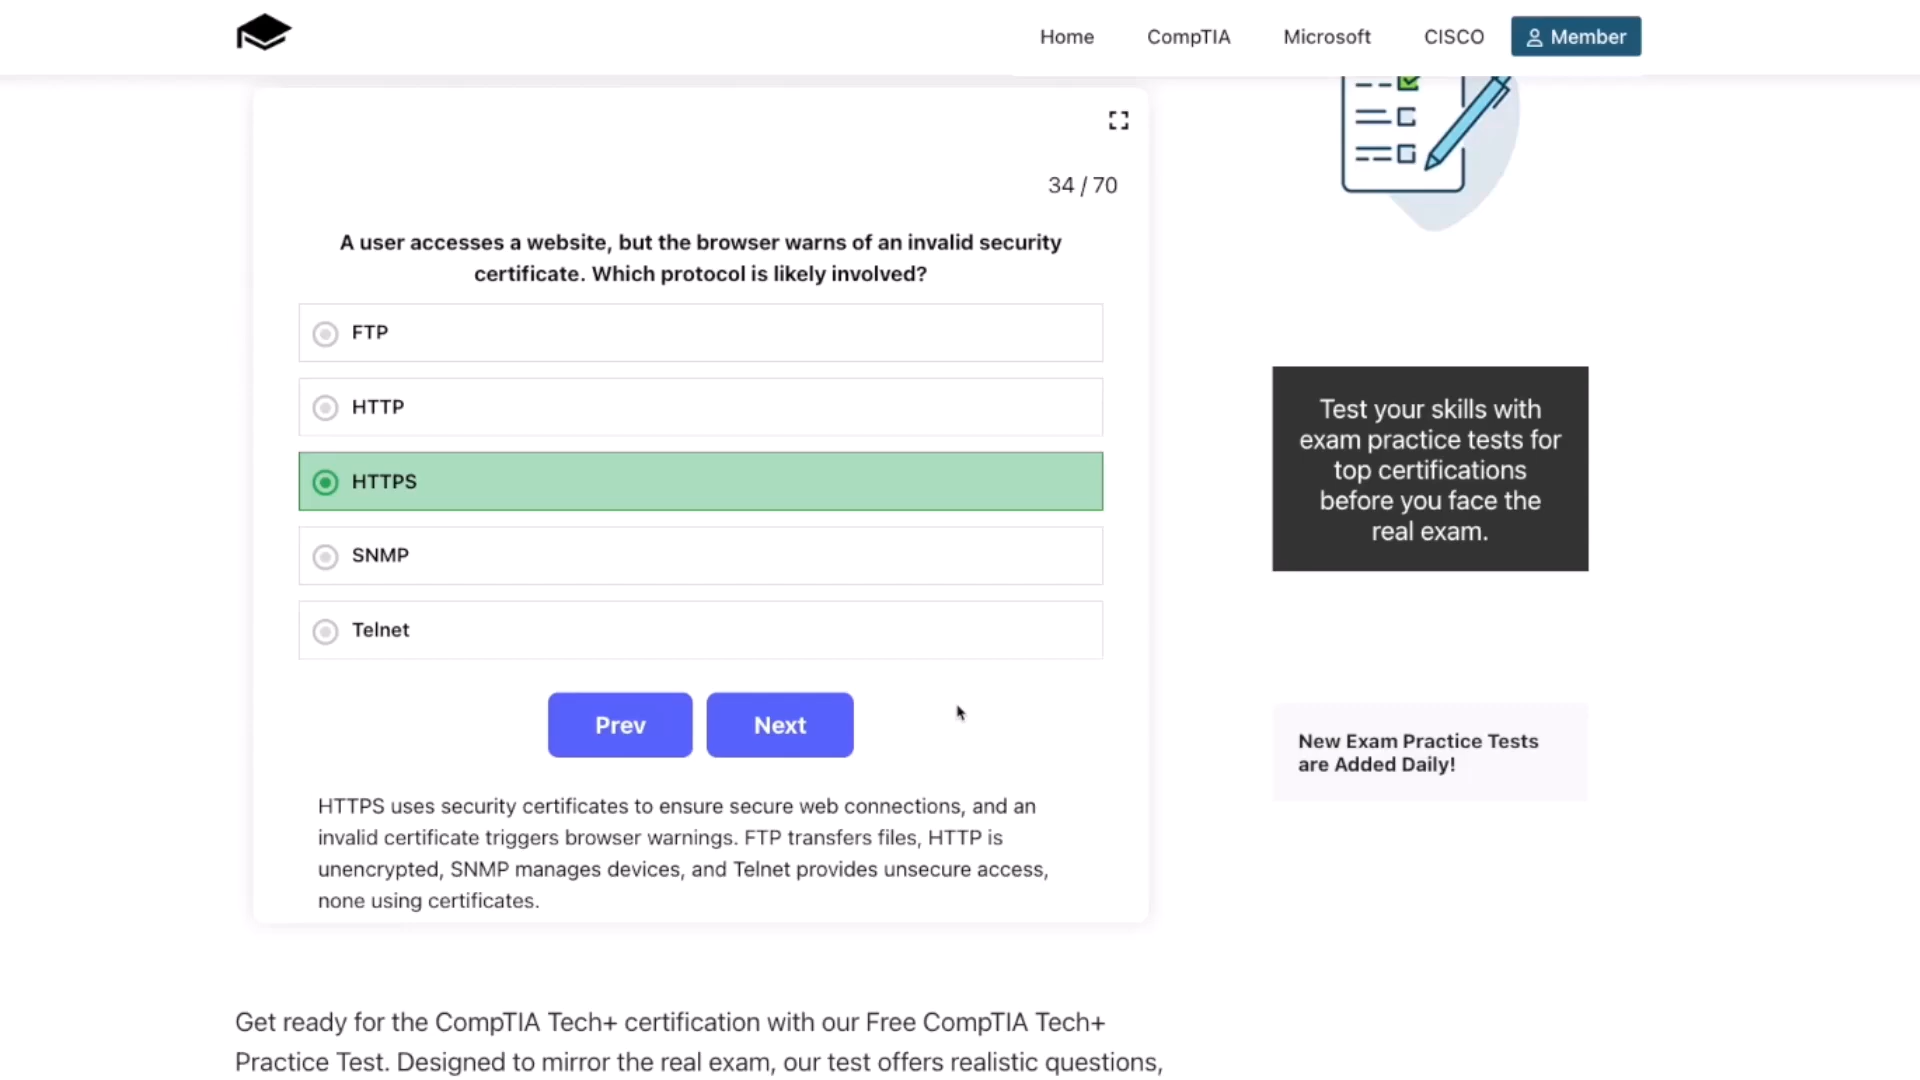 Home CompTIA Microsoft CISCO Member
34 / 70
A user accesses a website, but the browser warns of an invalid security
certificate. Which protocol is likely involved?
FTP
HTTP
HTTPS
SNMP
Telnet
Prev Next
HTTPS uses security certificates to ensure secure web connections, and an
invalid certificate triggers browser warnings. FTP transfers files, HTTP is
unencrypted, SNMP manages devices, and Telnet provides unsecure access,
none using certificates.
Test your skills with
exam practice tests for
top certifications
before you face the
real exam.
New Exam Practice Tests
are Added Daily!
Get ready for the CompTIA Tech+ certification with our Free CompTIA Tech+
Practice Test. Designed to mirror the real exam, our test offers realistic questions,